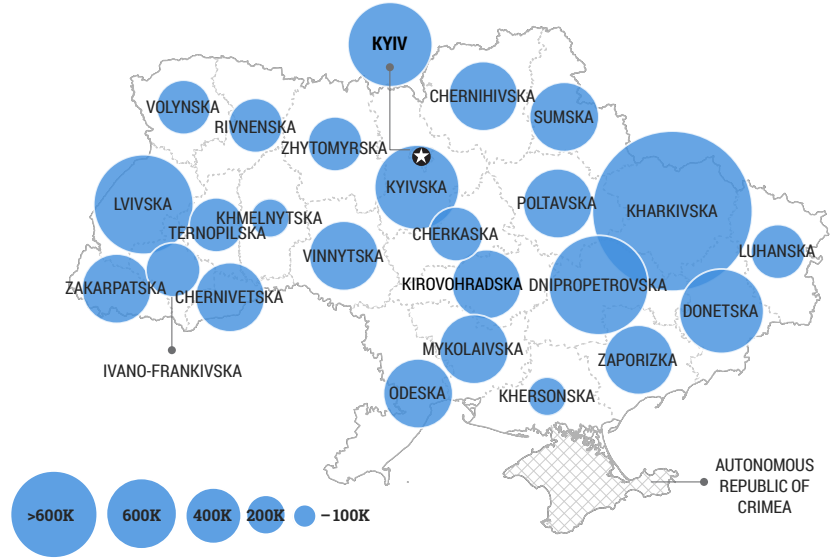 KYIV
CHERNIHIVSKA
VOLYNSKA
SUMSKA
RIVNENSKA
ZHYTOMYRSKA
KYIVSKA
LVIVSKA
POLTAVSKA
KHARKIVSKA
KHMELNYTSKA
TERNOPILSKA
CHERKASKA
LUHANSKA
VINNYTSKA
ZAKARPATSKA
CHERNIVETSKA
KIROVOHRADSKA
DNIPROPETROVSKA
DONETSKA
MYKOLAIVSKA
ZAPORIZKA
IVANO-FRANKIVSKA
ODESKA
KHERSONSKA
AUTONOMOUS
REPUBLIC OF
CRIMEA
>600K 600K 400K 200K –100K